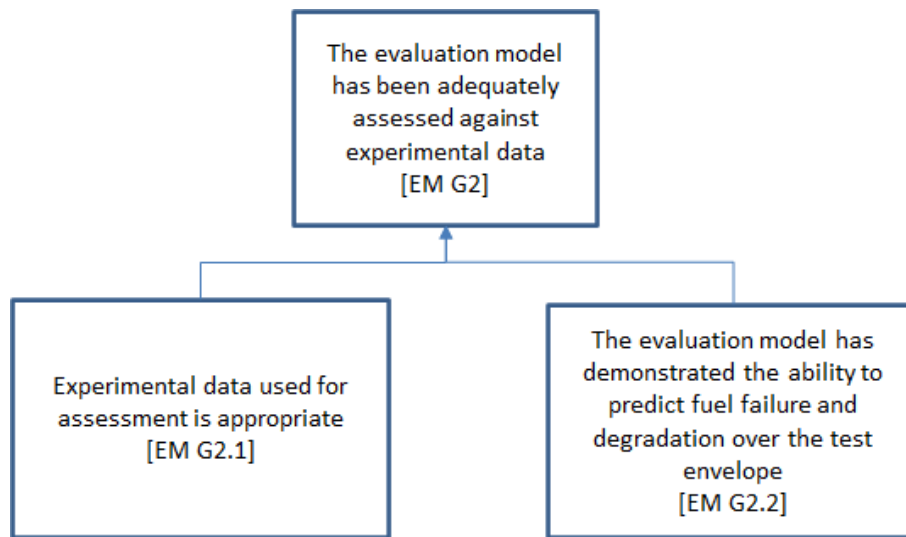 The evaluation model
has been adequately
assessed against
experimental data
[EM G2]
Experimental data used for
assessment is appropriate
[EM G2.1]
The evaluation model has
demonstrated the ability to
predict fuel failure and
degradation over the test
envelope
[EM G2.2]